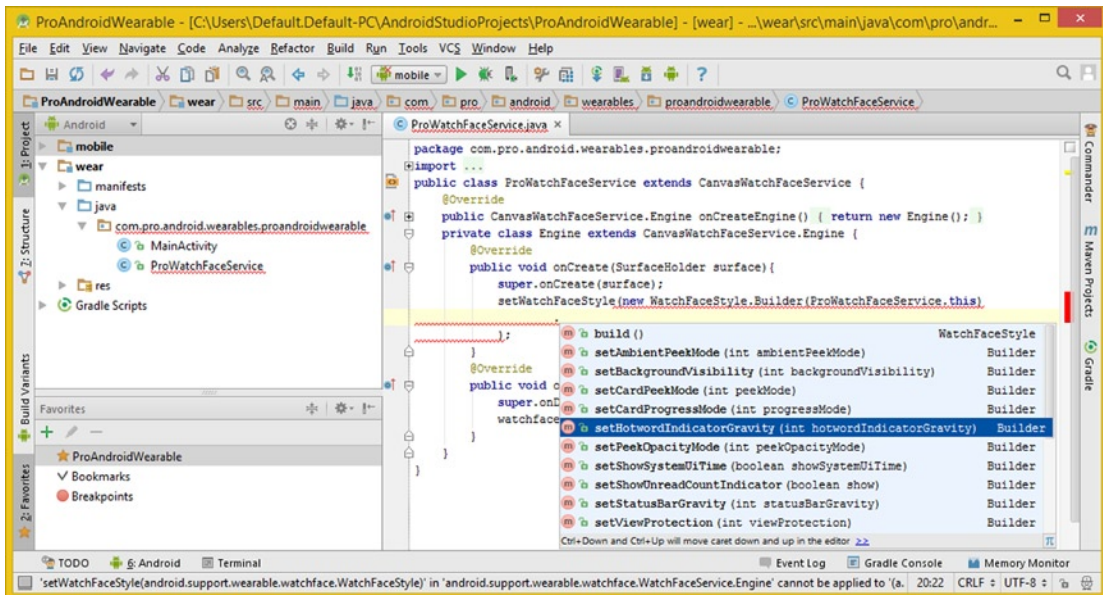 ProAndroidWearable - [C:\Users\Default.Default-PC\AndroidStudioProjects\ProAndroidWearable] - [wear] - ...\wear\src\main\java\com\pro\andr...
File Edit View Navigate Code Analyze Refactor Build Run Tools VCS Window Help
mobile
ProAndroidWearable wear src main java com pro android wearables proandroidwearable ProWatchFaceService
1: Project
2: Structure
Build Variants
2: Favorites
Android
mobile
wear
manifests
java
com.pro.android.wearables.proandroidwearable
MainActivity
ProWatchFaceService
res
Gradle Scripts
Favorites
ProAndroidWearable
Bookmarks
Breakpoints
ProWatchFaceService.java
package com.pro.android.wearables.proandroidwearable;
import ...
public class ProWatchFaceService extends CanvasWatchFaceService {
@Override
public CanvasWatchFaceService.Engine onCreateEngine() { return new Engine(); }
private class Engine extends CanvasWatchFaceService.Engine {
@Override
public void onCreate(SurfaceHolder surface){
super.onCreate(surface);
setWatchFaceStyle(new WatchFaceStyle.Builder(ProWatchFaceService.this)
.
);
}
@Override
public void o
super.onD
watchface
}
}
}
build() WatchFaceStyle
setAmbientPeekMode(int ambientPeekMode) Builder
setBackgroundVisibility(int backgroundVisibility) Builder
setCardPeekMode(int peekMode) Builder
setCardProgressMode(int progressMode) Builder
setHotwordIndicatorGravity(int hotwordIndicatorGravity) Builder
setPeekOpacityMode(int peekOpacityMode) Builder
setShowSystemUiTime(boolean showSystemUiTime) Builder
setShowUnreadCountIndicator(boolean show) Builder
setStatusBarGravity(int statusBarGravity) Builder
setViewProtection(int viewProtection) Builder
Ctrl+Down and Ctrl+Up will move caret down and up in the editor >>
Commander
Maven Projects
Gradle
TODO 6: Android Terminal Event Log Gradle Console Memory Monitor
'setWatchFaceStyle(android.support.wearable.watchface.WatchFaceStyle)' in 'android.support.wearable.watchface.WatchFaceService.Engine' cannot be applied to '(a. 20:22 CRLF UTF-8